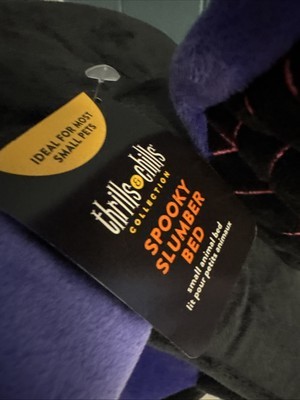 IDEAL FOR MOST
SMALL PETS
thrills & chills
COLLECTION
SPOOKY
SLUMBER
BED
small animal bed
lit pour petits animaux